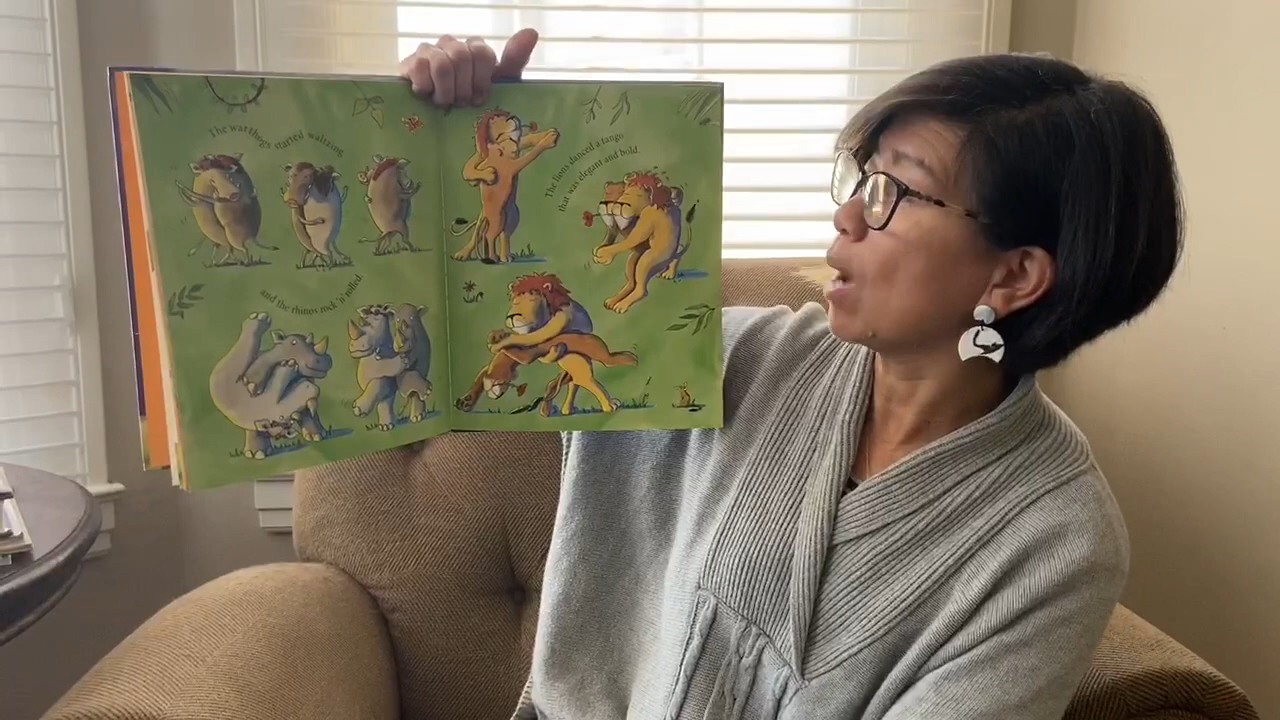 The warthogs started waltzing
and the rhinos rock 'n' rolled.
The lions danced a tango
that was elegant and bold.